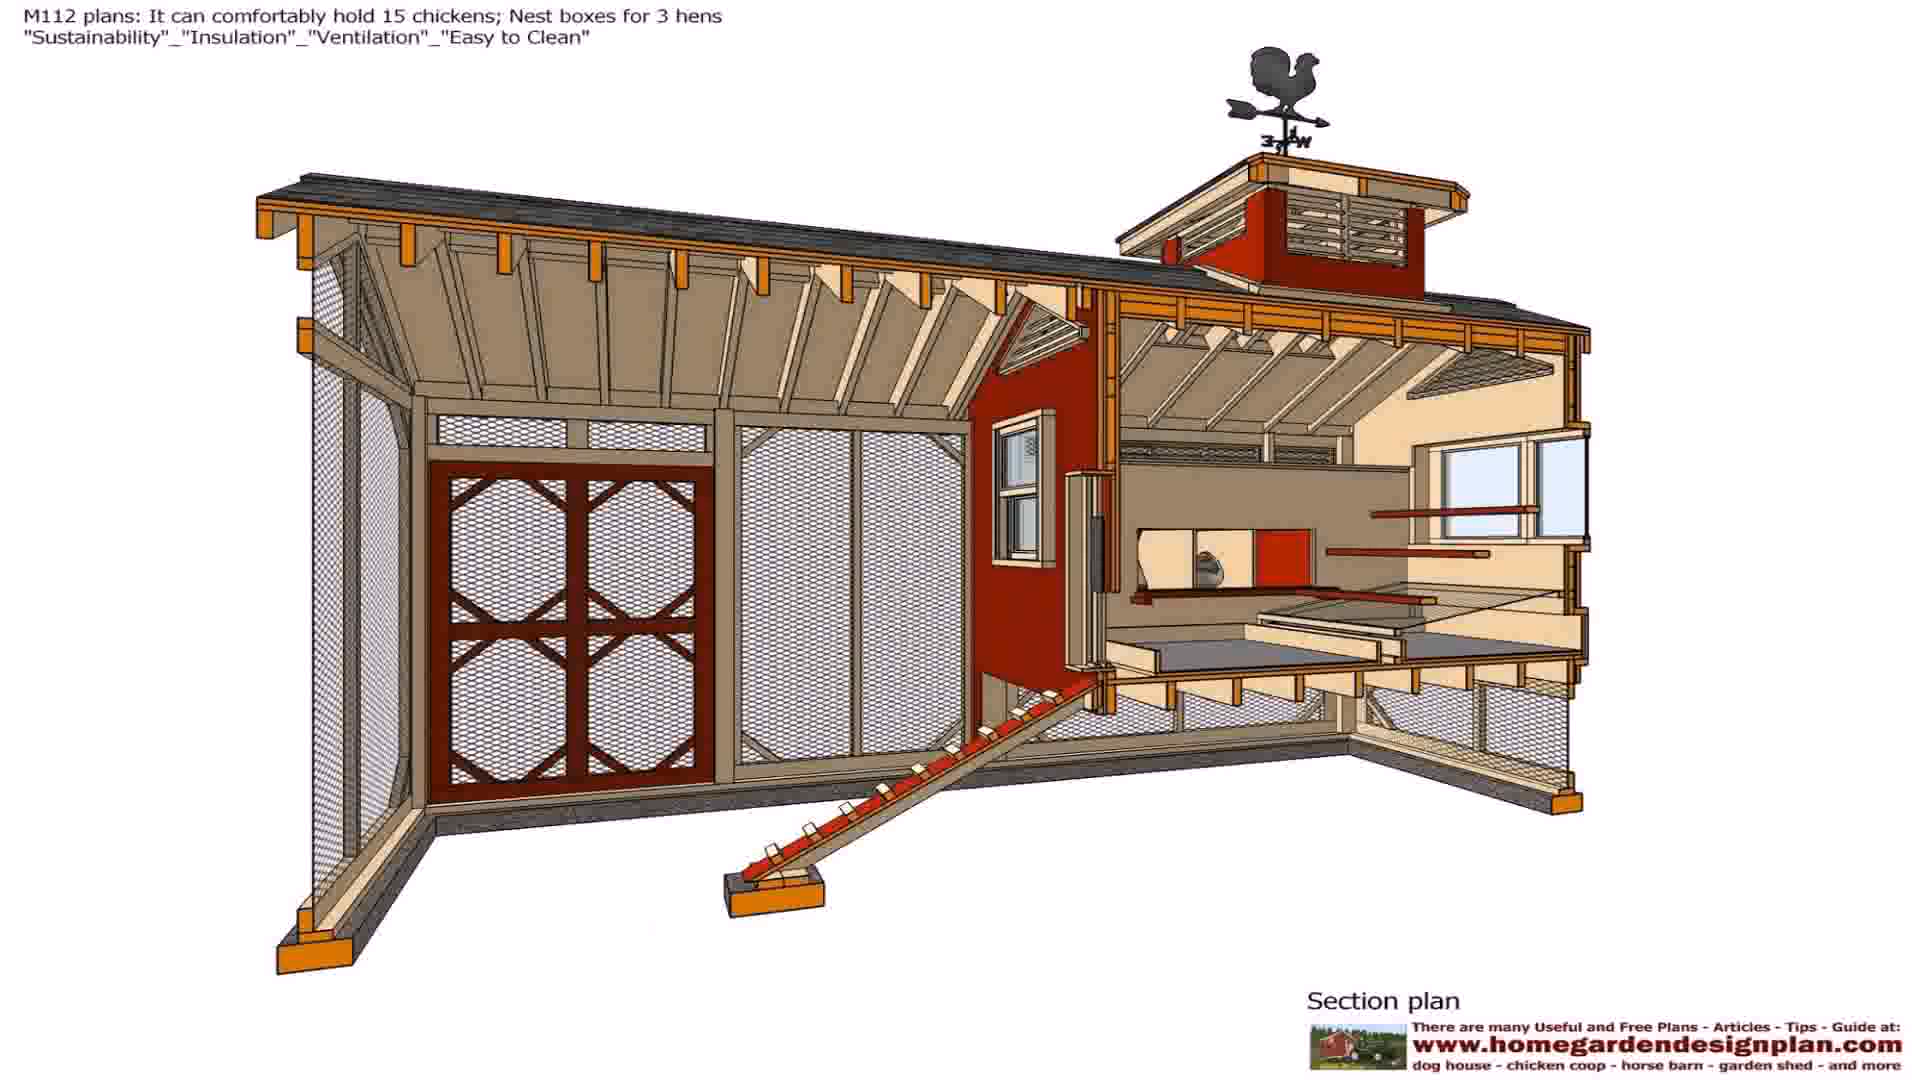 M112 plans: It can comfortably hold 15 chickens; Nest boxes for 3 hens
"Sustainability"_"Insulation"_"Ventilation"_"Easy to Clean"
W
Section plan
There are many Useful and Free Plans - Articles - Tips - Guide at:
www.homegardendesignplan.com
dog house - chicken coop - horse barn - garden shed - and more